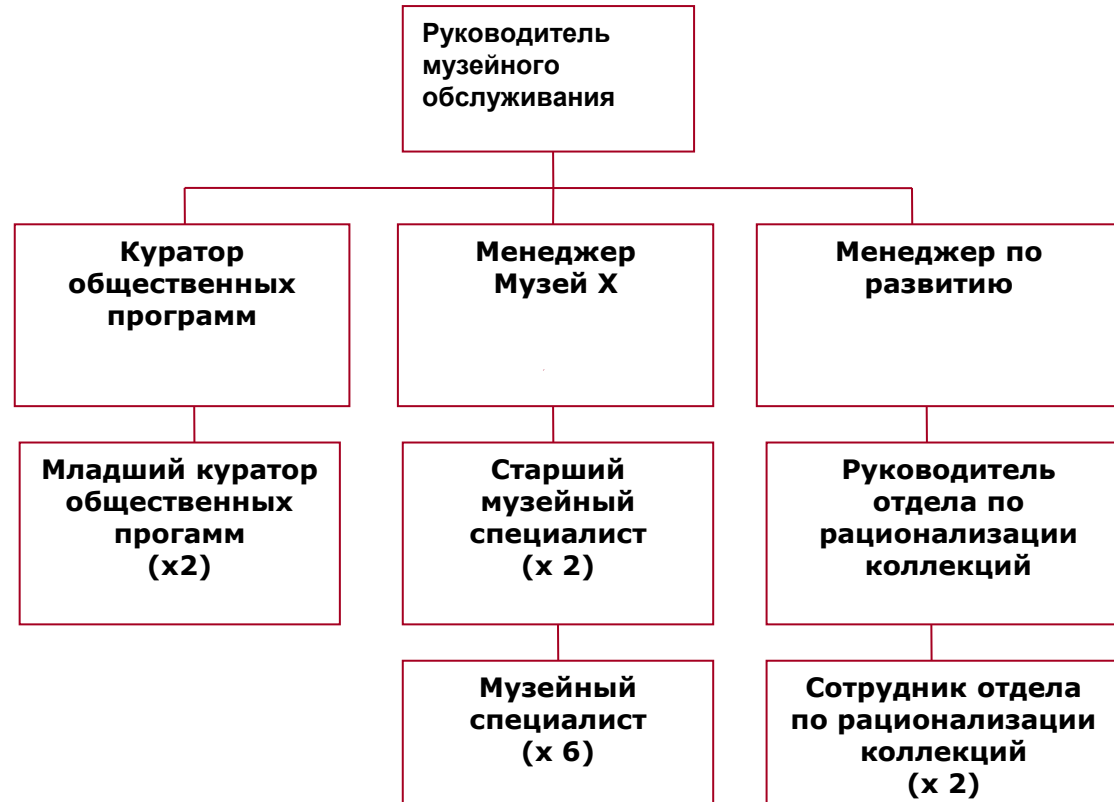 Руководитель
музейного
обслуживания
Куратор
общественных
программ
Менеджер
Музей X
Менеджер по
развитию
Младший куратор
общественных
прогамм
(x2)
Старший
музейный
специалист
(x 2)
Руководитель
отдела по
рационализации
коллекций
Музейный
специалист
(x 6)
Сотрудник отдела
по рационализации
коллекций
(x 2)